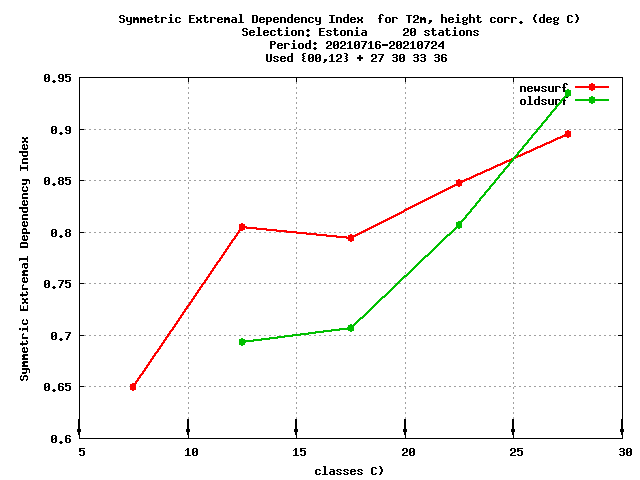 Symmetric Extremal Dependency Index  for T2m, height corr. (deg C)
Selection: Estonia     20 stations
Period: 20210716-20210724
Used {00,12} + 27 30 33 36
newsurf
oldsurf
0.95
0.9
0.85
0.8
0.75
0.7
0.65
0.6
Symmetric Extremal Dependency Index
5 10 15 20 25 30
classes C)